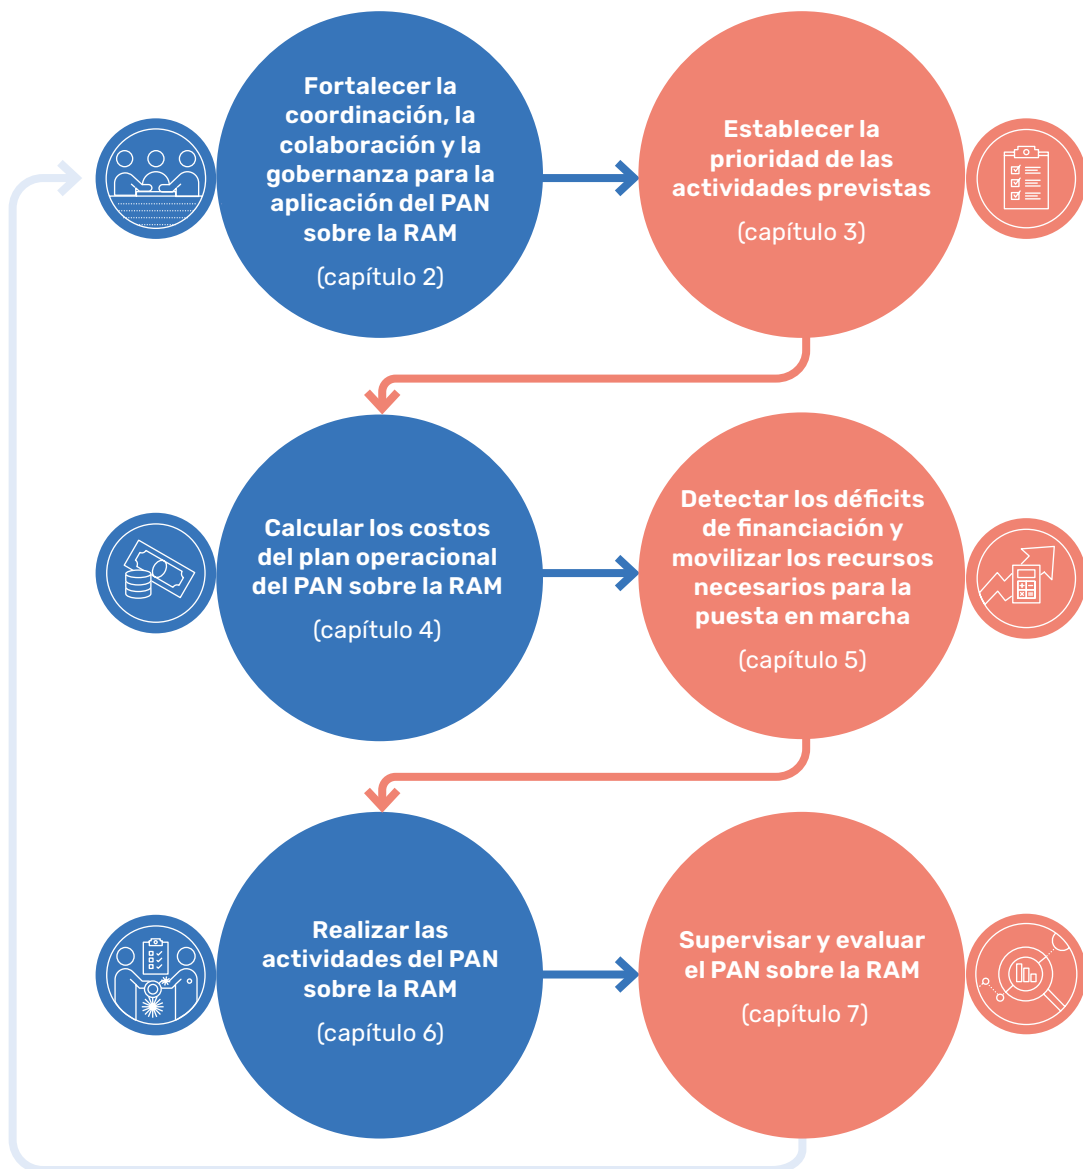 Fortalecer la
coordinación, la
colaboración y la
gobernanza para la
aplicación del PAN
sobre la RAM
(capítulo 2)
Establecer la
prioridad de las
actividades previstas
(capítulo 3)
Calcular los costos
del plan operacional
del PAN sobre la RAM
(capítulo 4)
Detectar los déficits
de financiación y
movilizar los recursos
necesarios para la
puesta en marcha
(capítulo 5)
Realizar las
actividades del PAN
sobre la RAM
(capítulo 6)
Supervisar y evaluar
el PAN sobre la RAM
(capítulo 7)